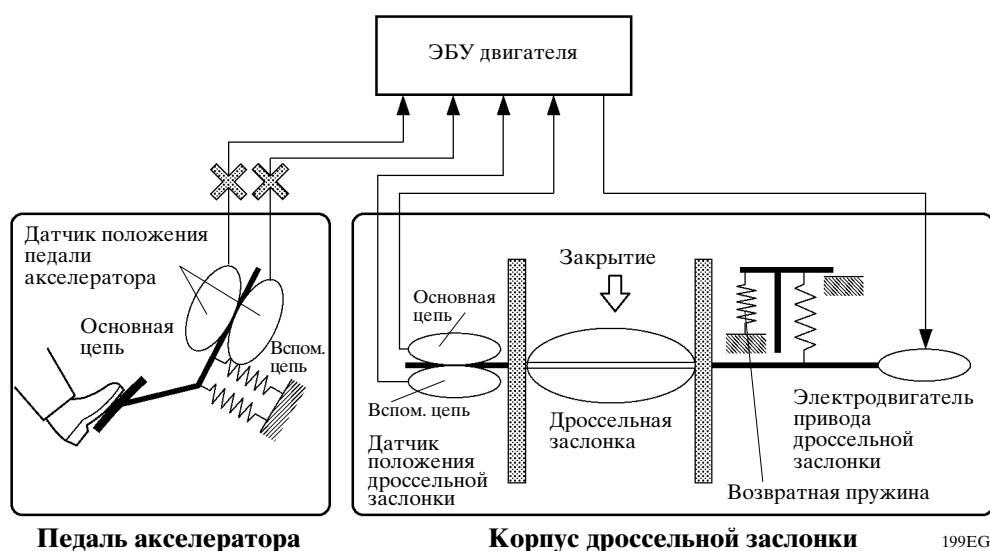 ЭБУ двигателя
Датчик положения
педали
акселератора
Основная
цепь
Вспом.
цепь
Закрытие
Основная
цепь
Вспом. цепь
Датчик
положения
дроссельной
заслонки
Дроссельная
заслонка
Электродвигатель
привода
дроссельной
заслонки
Возвратная пружина
Педаль акселератора
Корпус дроссельной заслонки
199EG